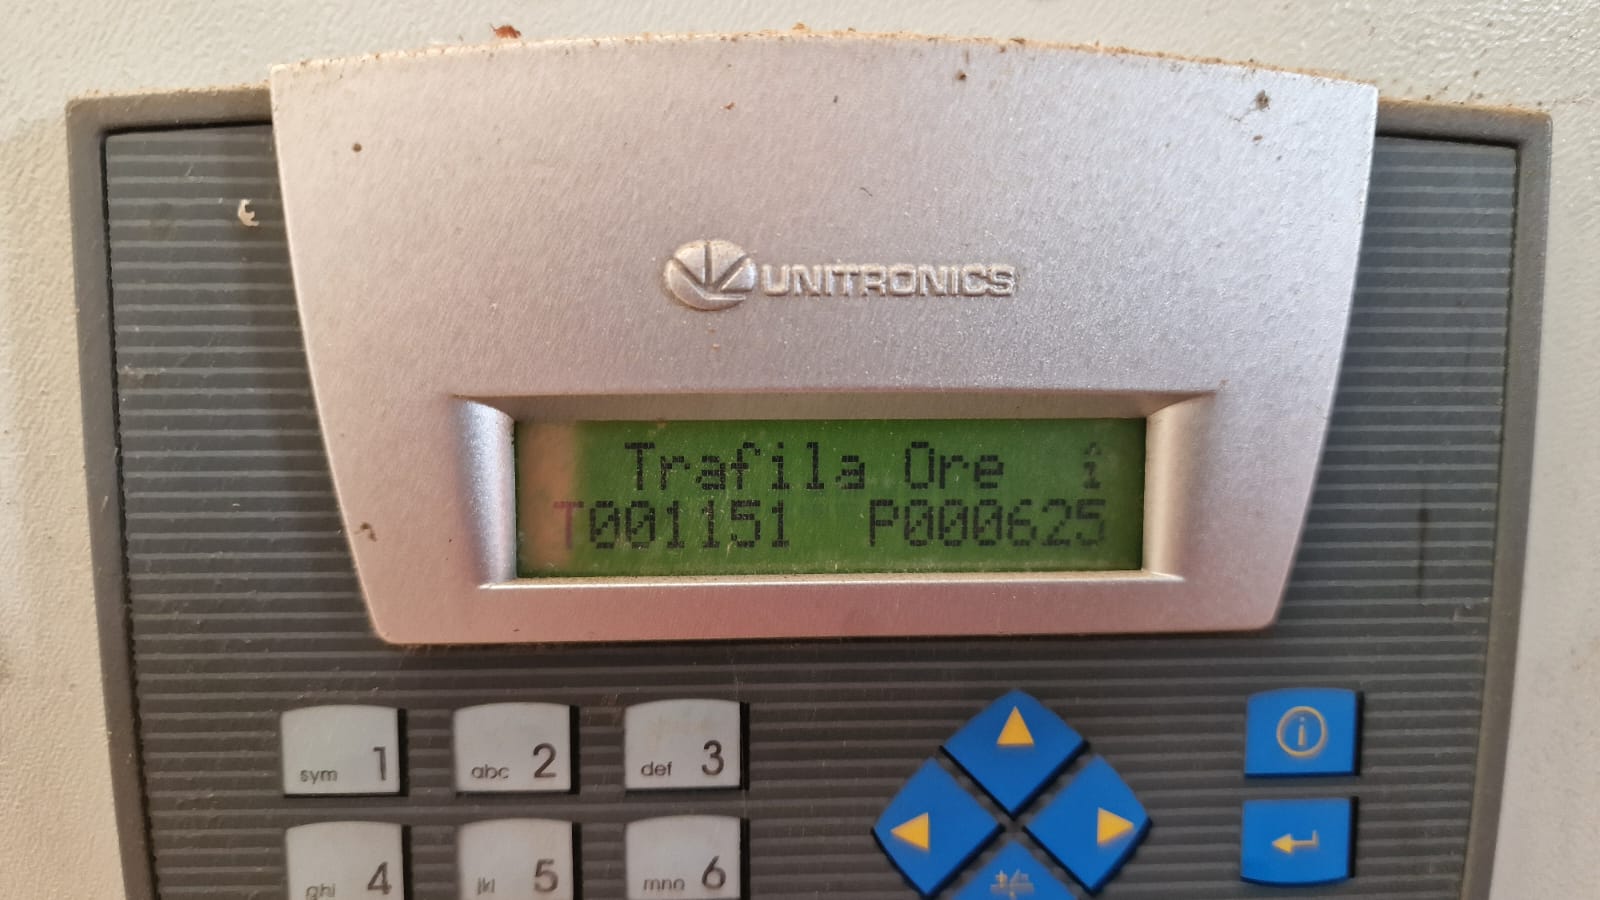 UNITRONICS
Trafila Ore
T001151 P000625
sym 1 abc 2 def 3
ghi 4 jkl 5 mno 6
+/-